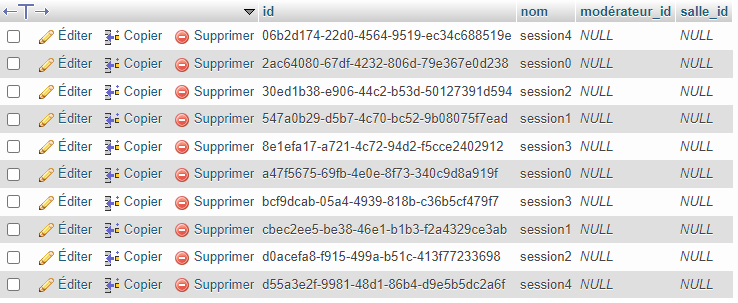 id nom modérateur_id salle_id
Éditer Copier Supprimer 06b2d174-22d0-4564-9519-ec34c688519e session4 NULL NULL
Éditer Copier Supprimer 2ac64080-67df-4232-806d-79e367e0d238 session0 NULL NULL
Éditer Copier Supprimer 30ed1b38-e906-44c2-b53d-50127391d594 session2 NULL NULL
Éditer Copier Supprimer 547a0b29-d5b7-4c70-bc52-9b08075f7ead session1 NULL NULL
Éditer Copier Supprimer 8e1efa17-a721-4c72-94d2-f5cce2402912 session3 NULL NULL
Éditer Copier Supprimer a47f5675-69fb-4e0e-8f73-340c9d8a919f session0 NULL NULL
Éditer Copier Supprimer bcf9dcab-05a4-4939-818b-c36b5cf479f7 session3 NULL NULL
Éditer Copier Supprimer cbec2ee5-be38-46e1-b1b3-f2a4329ce3ab session1 NULL NULL
Éditer Copier Supprimer d0acefa8-f915-499a-b51c-413f77233698 session2 NULL NULL
Éditer Copier Supprimer d55a3e2f-9981-48d1-86b4-d9e5b5dc2a6f session4 NULL NULL